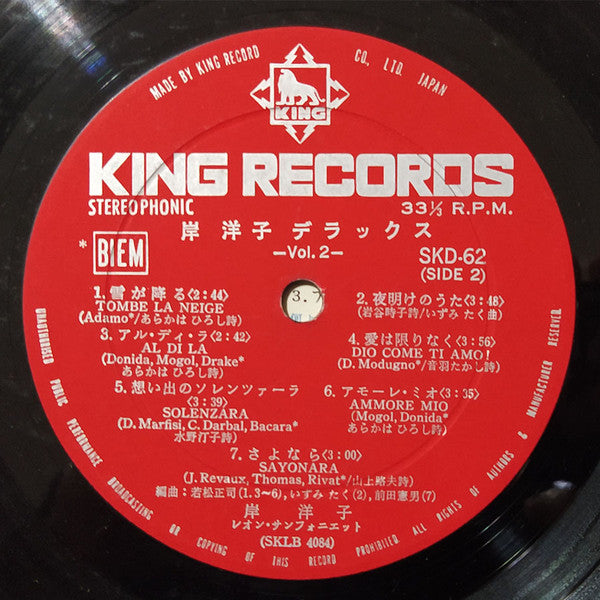 MADE BY KING RECORD CO., LTD. JAPAN
KING
KING RECORDS
STEREOPHONIC
33⅓ R.P.M.
岸 洋子 デラックス
—Vol. 2—
SKD-62
(SIDE 2)
* BIEM
3.7
1. 雪が降る〈2:44〉
TOMBE LA NEIGE
(Adamo*/あらかは ひろし詩)
2. 夜明けのうた〈3:48〉
(岩谷時子詩/いずみ たく曲)
3. アル・ディ・ラ〈2:42〉
AL DI LA
(Donida, Mogol, Drake*
あらかは ひろし詩)
4. 愛は限りなく〈3:56〉
DIO COME TI AMO!
(D. Modugno*/音羽たかし詩)
5. 想い出のソレンツァーラ
〈3:39〉
SOLENZARA
(D. Marfisi, C. Darbal, Bacara*
水野汀子詩)
6. アモーレ・ミオ〈3:35〉
AMMORE MIO
(Mogol, Donida*
あらかは ひろし詩)
7. さよなら〈3:00〉
SAYONARA
(J. Revaux, Thomas, Rivat*/山上路夫詩)
編曲:若松正司(1.3〜6), いずみ たく(2), 前田憲男(7)
岸 洋子
レオン・サンフォニエット
(SKLB 4084)
UNAUTHORISED PUBLIC PERFORMANCE BROADCASTING OR COPYING OF THIS RECORD PROHIBITED. ALL RIGHTS OF AUTHORS & MANUFACTURER RESERVED.